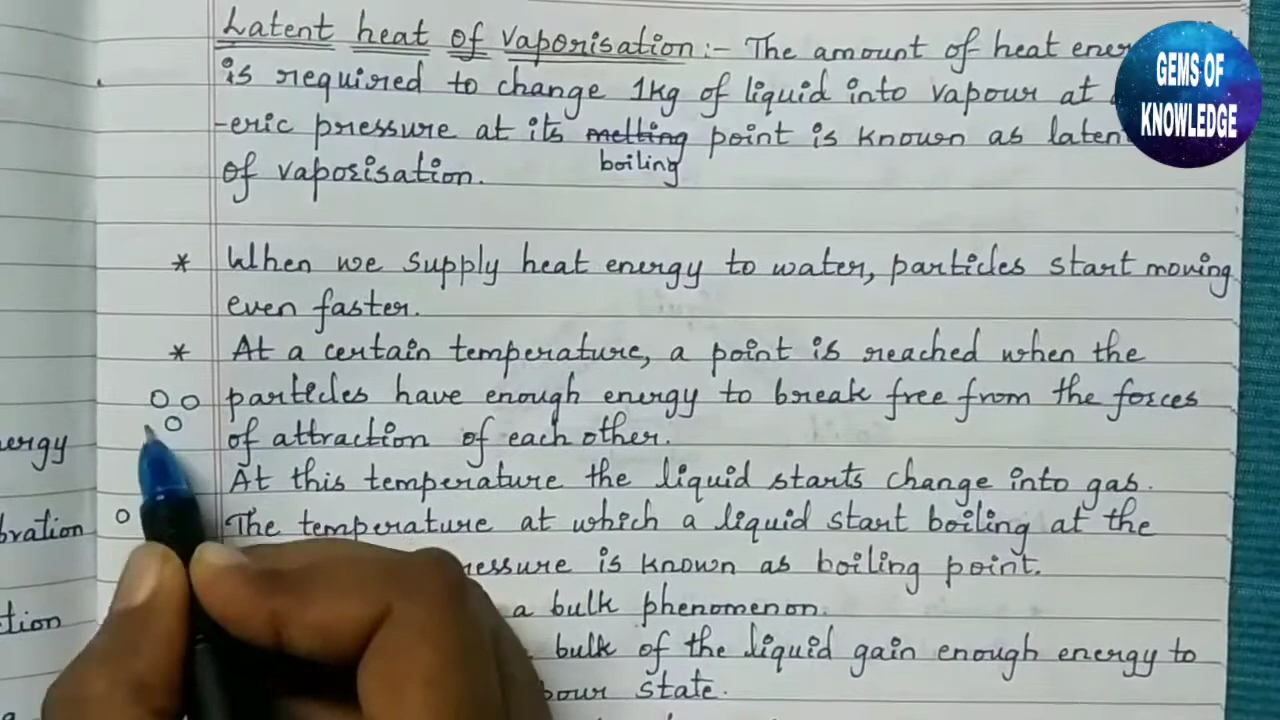 Latent heat of vaporisation :- The amount of heat ener
is required to change 1kg of liquid into vapour at
-eric pressure at its melting point is known as laten
boiling
of vaporisation.
* When we supply heat energy to water, particles start moving
even faster.
* At a certain temperature, a point is reached when the
particles have enough energy to break free from the forces
of attraction of each other.
At this temperature the liquid starts change into gas.
The temperature at which a liquid start boiling at the
ressure is known as boiling point.
a bulk phenomenon.
bulk of the liquid gain enough energy to
pour state.
ergy
bration
tion
GEMS OF
KNOWLEDGE